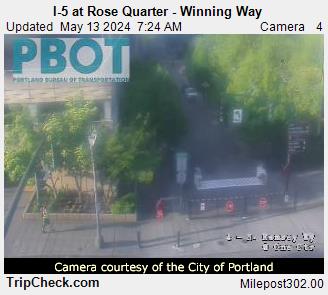 I-5 at Rose Quarter - Winning Way
Updated May 13 2024 7:24 AM Camera 4
PBOT
PORTLAND BUREAU OF TRANSPORTATION
Camera courtesy of the City of Portland
TripCheck.com Milepost302.00